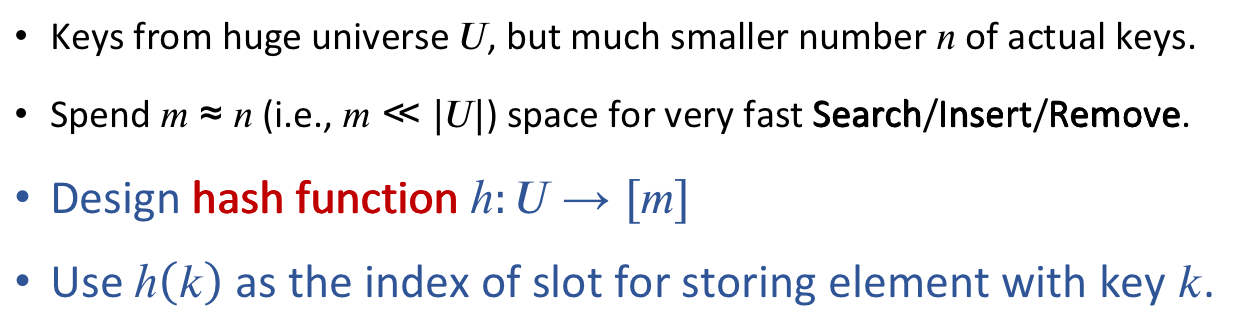 • Keys from huge universe U, but much smaller number n of actual keys.
• Spend m ≈ n (i.e., m ≪ |U|) space for very fast Search/Insert/Remove.
• Design hash function h: U → [m]
• Use h(k) as the index of slot for storing element with key k.